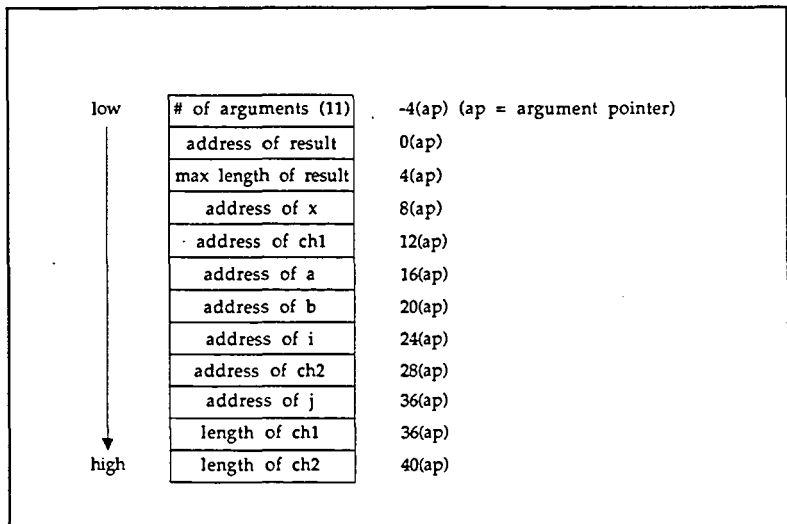 low # of arguments (11) -4(ap) (ap = argument pointer)
address of result 0(ap)
max length of result 4(ap)
address of x 8(ap)
address of ch1 12(ap)
address of a 16(ap)
address of b 20(ap)
address of i 24(ap)
address of ch2 28(ap)
address of j 36(ap)
length of ch1 36(ap)
high length of ch2 40(ap)